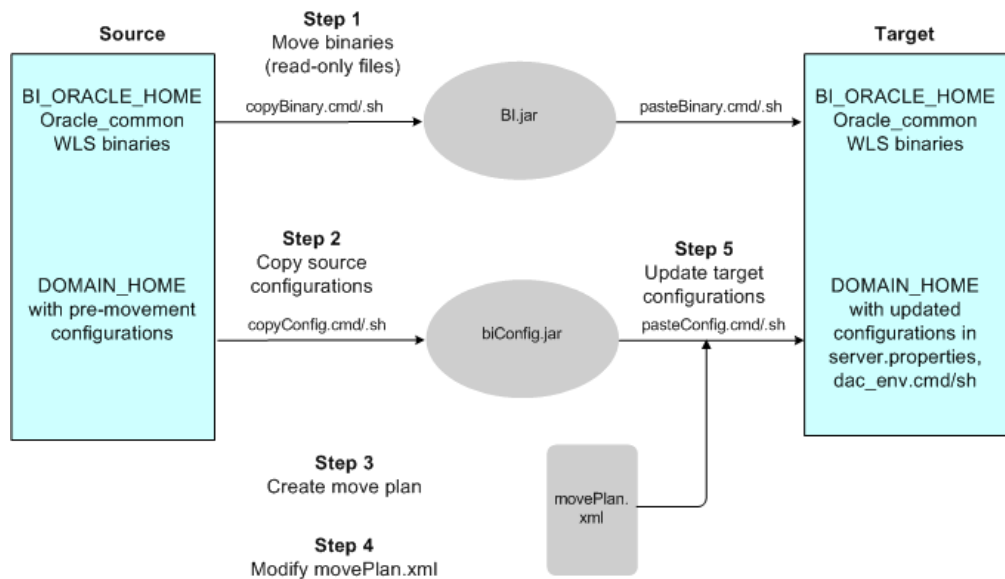 Source
Step 1
Move binaries
(read-only files)
Target
BI_ORACLE_HOME
Oracle_common
WLS binaries
copyBinary.cmd/.sh
BI.jar
pasteBinary.cmd/.sh
BI_ORACLE_HOME
Oracle_common
WLS binaries
Step 2
Copy source
configurations
Step 5
Update target
configurations
DOMAIN_HOME
with pre-movement
configurations
copyConfig.cmd/.sh
biConfig.jar
pasteConfig.cmd/.sh
DOMAIN_HOME
with updated
configurations in
server.properties,
dac_env.cmd/sh
Step 3
Create move plan
movePlan.
xml
Step 4
Modify movePlan.xml